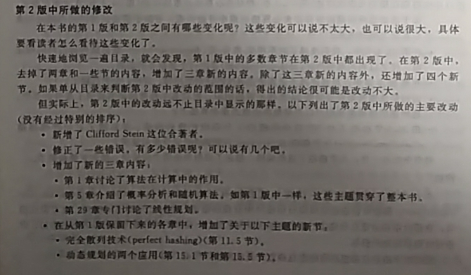 第 2 版中所做的修改
在本书的第 1 版和第 2 版之间有哪些变化呢？这些变化可以说不太大，也可以说很大，具体
要看读者怎么看待这些变化了。
快速地浏览一遍目录，就会发现，第 1 版中的多数章节在第 2 版中都出现了。在第 2 版中，
去掉了两章和一些节的内容，增加了三章新的内容。除了这三章新的内容外，还增加了四个新
节。如果单从目录来判断第 2 版中改动的范围的话，得出的结论很可能是改动不大。
但实际上，第 2 版中的改动远不止目录中显示的那样。以下列出了第 2 版中所做的主要改动
(没有经过特别的排序)：
• 新增了 Clifford Stein 这位合著者。
• 修正了一些错误。有多少错误呢？可以说有几个吧。
• 增加了新的三章内容：
• 第 1 章讨论了算法在计算中的作用。
• 第 5 章介绍了概率分析和随机算法。如第 1 版中一样，这些主题贯穿了整本书。
• 第 29 章专门讨论了线性规划。
• 在从第 1 版保留下来的各章中，增加了关于以下主题的新节：
• 完全散列技术(perfect hashing)(第 11.5 节)。
• 动态规划的两个应用(第 15.1 节和第 15.5 节)。